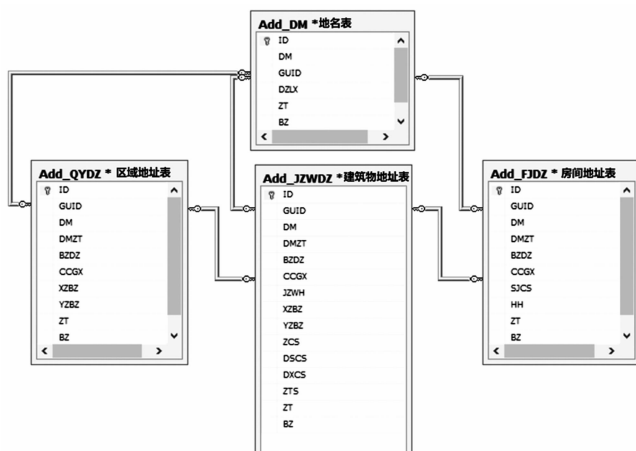 Add_DM *地名表
ID
DM
GUID
DZLX
ZT
BZ
Add_QYDZ * 区域地址表
ID
GUID
DM
DMZT
BZDZ
CCGX
XZBZ
YZBZ
ZT
BZ
Add_JZWDZ *建筑物地址表
ID
GUID
DM
DMZT
BZDZ
CCGX
JZWH
XZBZ
YZBZ
ZCS
DSCS
DXCS
ZTS
ZT
BZ
Add_FJDZ * 房间地址表
ID
GUID
DM
DMZT
BZDZ
CCGX
SJCS
HH
ZT
BZ